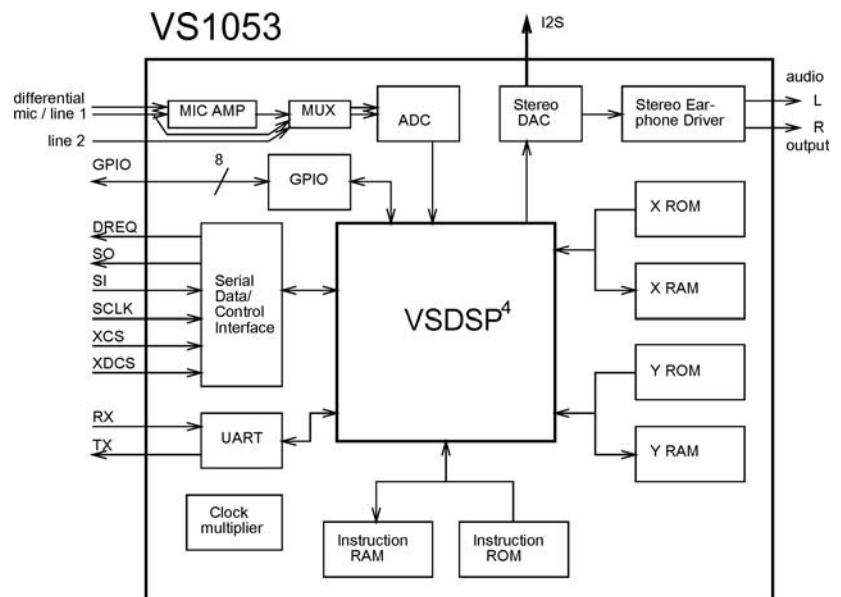 VS1053
I2S
differential
mic / line 1
MIC AMP
MUX
ADC
Stereo
DAC
Stereo Ear-
phone Driver
audio
L
R
output
line 2
GPIO
8
GPIO
DREQ
SO
SI
SCLK
XCS
XDCS
Serial
Data/
Control
Interface
VSDSP⁴
X ROM
X RAM
Y ROM
Y RAM
RX
TX
UART
Clock
multiplier
Instruction
RAM
Instruction
ROM